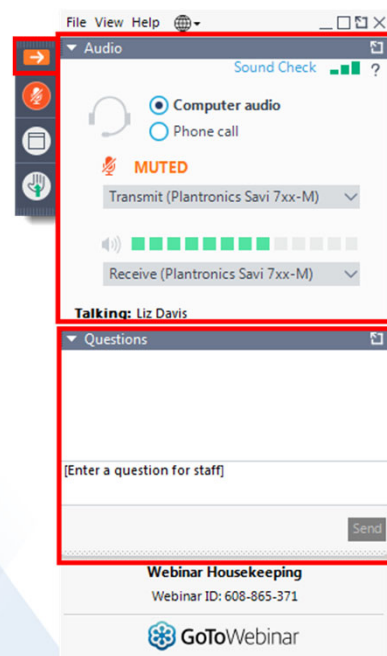 File View Help
Audio
Sound Check ?
Computer audio
Phone call
MUTED
Transmit (Plantronics Savi 7xx-M)
Receive (Plantronics Savi 7xx-M)
Talking: Liz Davis
Questions
[Enter a question for staff]
Send
Webinar Housekeeping
Webinar ID: 608-865-371
GoToWebinar